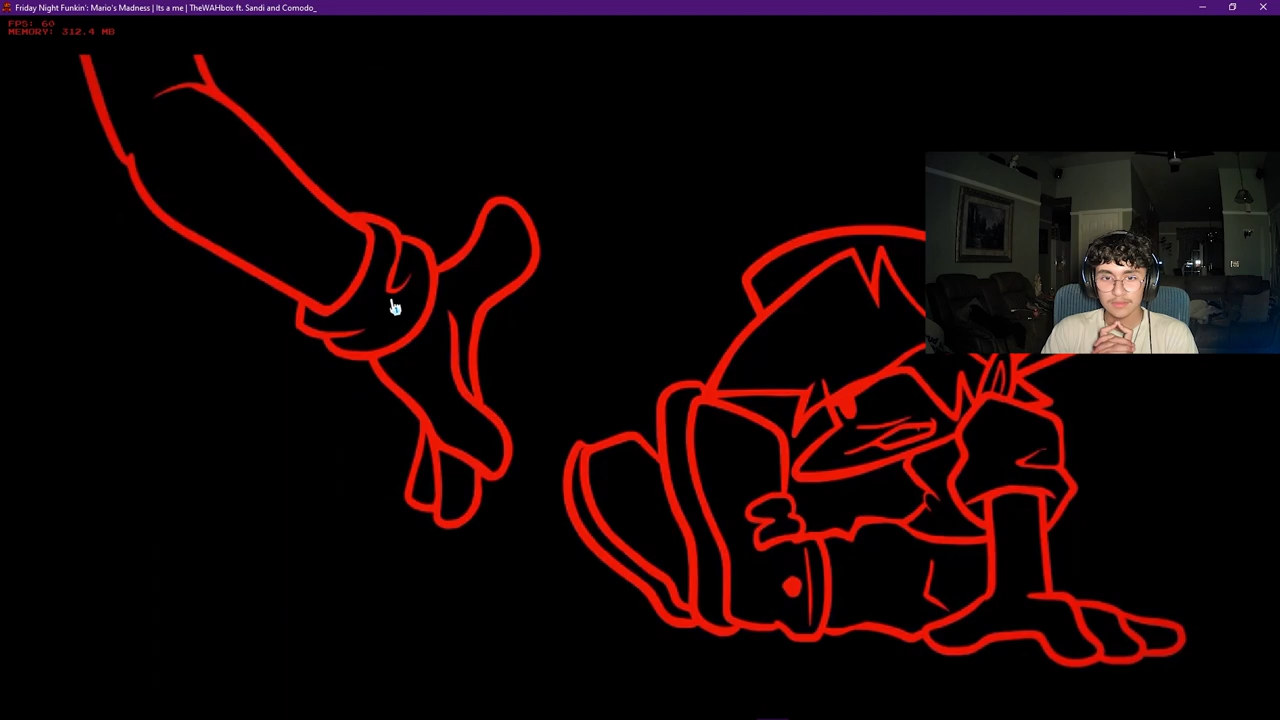 Friday Night Funkin': Mario's Madness | Its a me | TheWAHbox ft. Sandi and Comodo_
FPS: 60
MEMORY: 312.4 MB